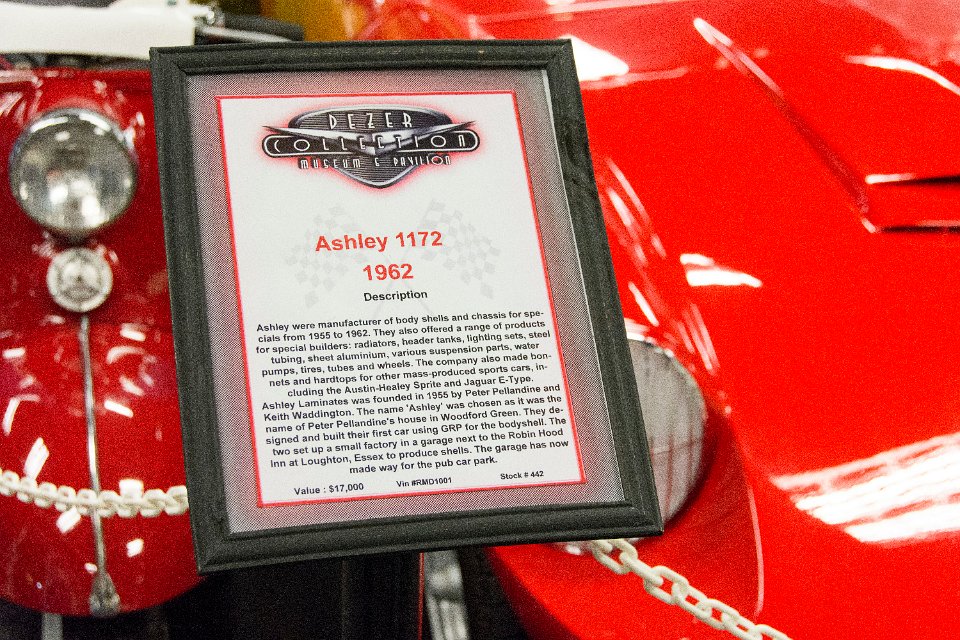 DEZER
COLLECTION
MUSEUM & PAVILION
Ashley 1172
1962
Description
Ashley were manufacturer of body shells and chassis for spe-
cials from 1955 to 1962. They also offered a range of products
for special builders: radiators, header tanks, lighting sets, steel
tubing, sheet aluminium, various suspension parts, water
pumps, tires, tubes and wheels. The company also made bon-
nets and hardtops for other mass-produced sports cars, in-
cluding the Austin-Healey Sprite and Jaguar E-Type.
Ashley Laminates was founded in 1955 by Peter Pellandine and
Keith Waddington. The name 'Ashley' was chosen as it was the
name of Peter Pellandine's house in Woodford Green. They de-
signed and built their first car using GRP for the bodyshell. The
two set up a small factory in a garage next to the Robin Hood
Inn at Loughton, Essex to produce shells. The garage has now
made way for the pub car park.
Value : $17,000 Vin #RMD1001 Stock # 442